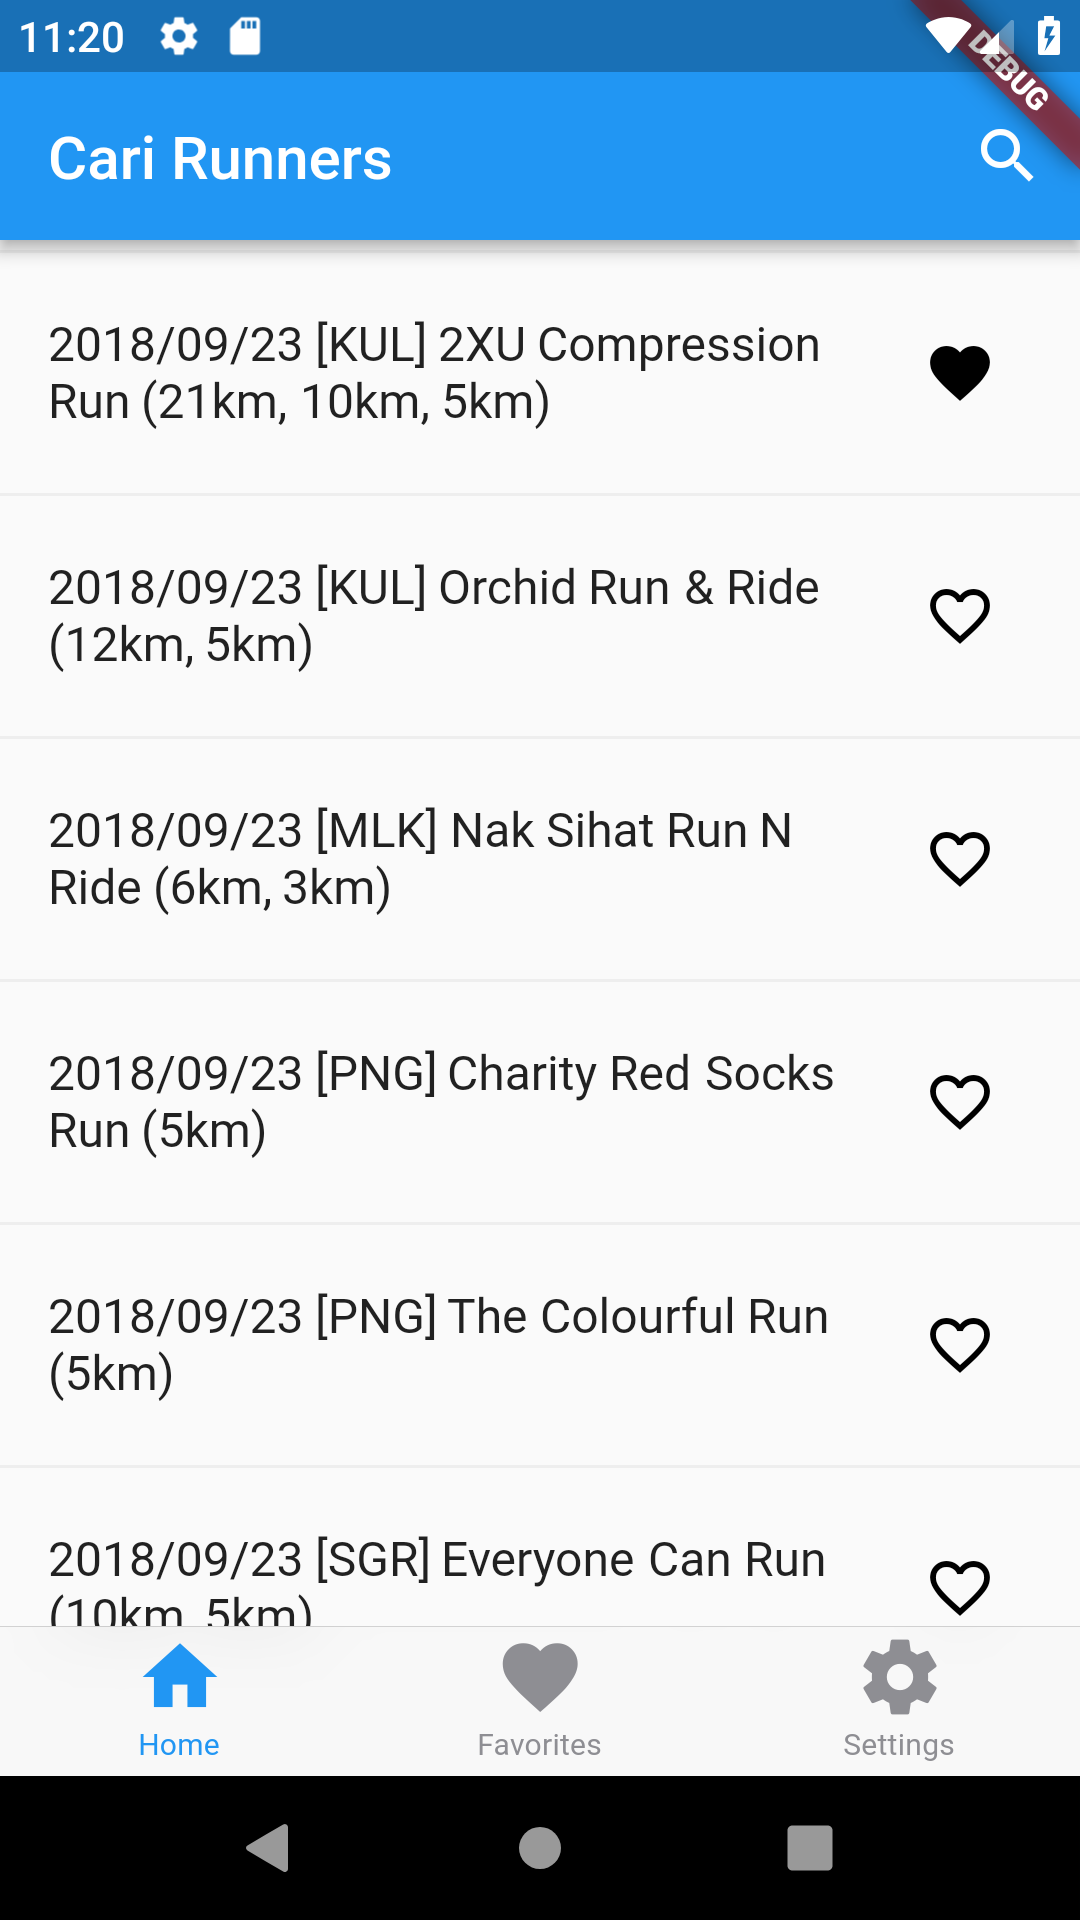 11:20
DEBUG
Cari Runners
2018/09/23 [KUL] 2XU Compression
Run (21km, 10km, 5km)
2018/09/23 [KUL] Orchid Run & Ride
(12km, 5km)
2018/09/23 [MLK] Nak Sihat Run N
Ride (6km, 3km)
2018/09/23 [PNG] Charity Red Socks
Run (5km)
2018/09/23 [PNG] The Colourful Run
(5km)
2018/09/23 [SGR] Everyone Can Run
(10km, 5km)
Home
Favorites
Settings